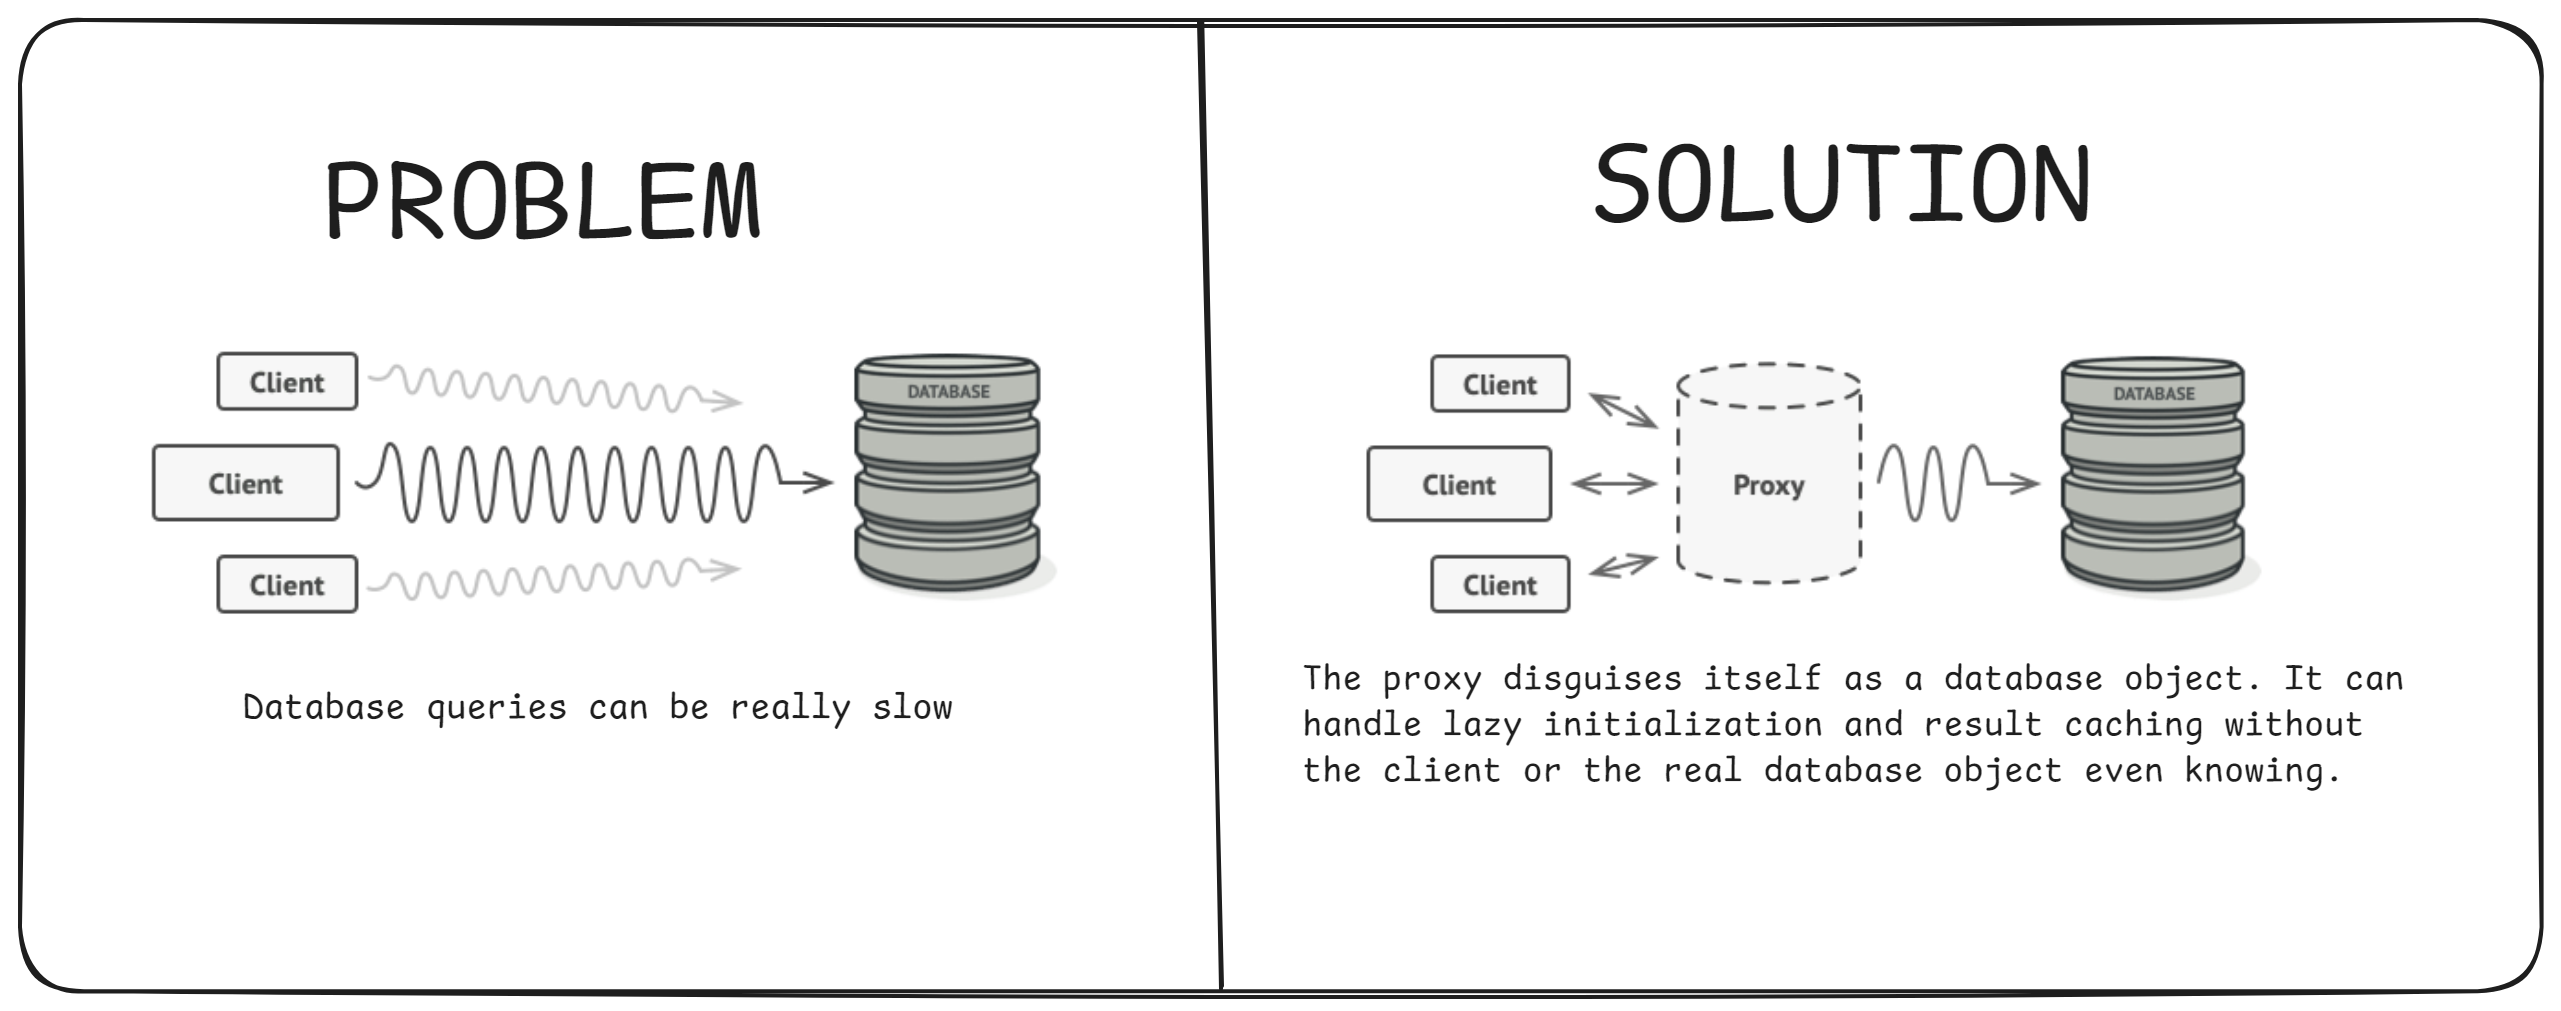 PROBLEM
Client
Client
Client
DATABASE
Database queries can be really slow
SOLUTION
Client
Client
Client
Proxy
DATABASE
The proxy disguises itself as a database object. It can
handle lazy initialization and result caching without
the client or the real database object even knowing.